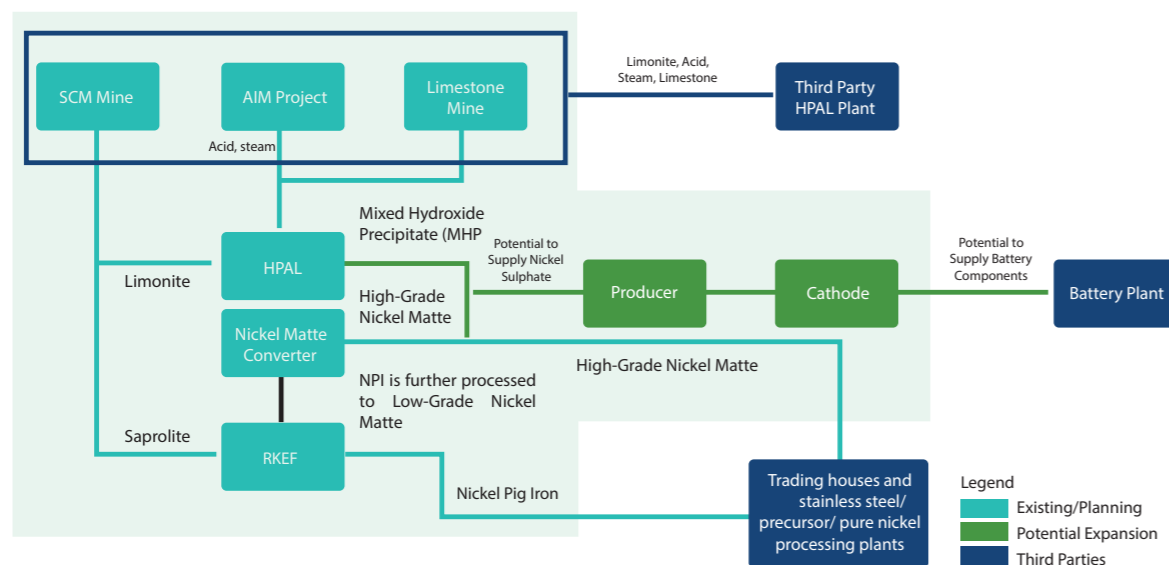 SCM Mine
AIM Project
Limestone
Mine
Limonite, Acid,
Steam, Limestone
Third Party
HPAL Plant
Acid, steam
Mixed Hydroxide
Precipitate (MHP
Limonite
HPAL
High-Grade
Nickel Matte
Potential to
Supply Nickel
Sulphate
Producer
Cathode
Potential to
Supply Battery
Components
Battery Plant
Nickel Matte
Converter
High-Grade Nickel Matte
NPI is further processed
to Low-Grade Nickel
Matte
Saprolite
RKEF
Nickel Pig Iron
Trading houses and
stainless steel/
precursor/ pure nickel
processing plants
Legend
Existing/Planning
Potential Expansion
Third Parties